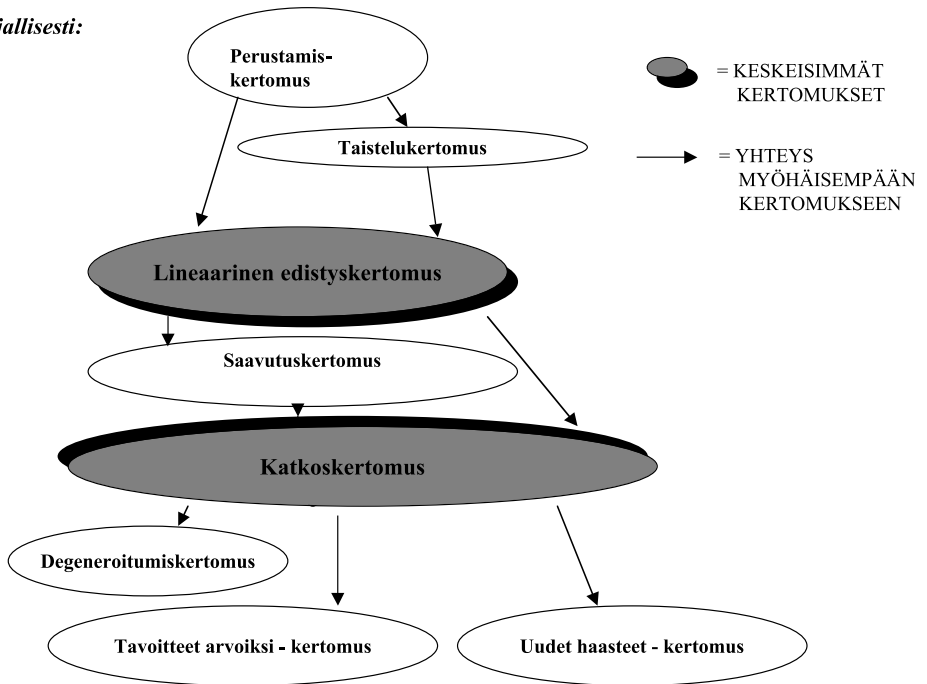 jallisesti:
Perustamis-
kertomus
= KESKEISIMMÄT
KERTOMUKSET
Taistelukertomus
= YHTEYS
MYÖHÄISEMPÄÄN
KERTOMUKSEEN
Lineaarinen edistyskertomus
Saavutuskertomus
Katkoskertomus
Degeneroitumiskertomus
Tavoitteet arvoiksi - kertomus
Uudet haasteet - kertomus